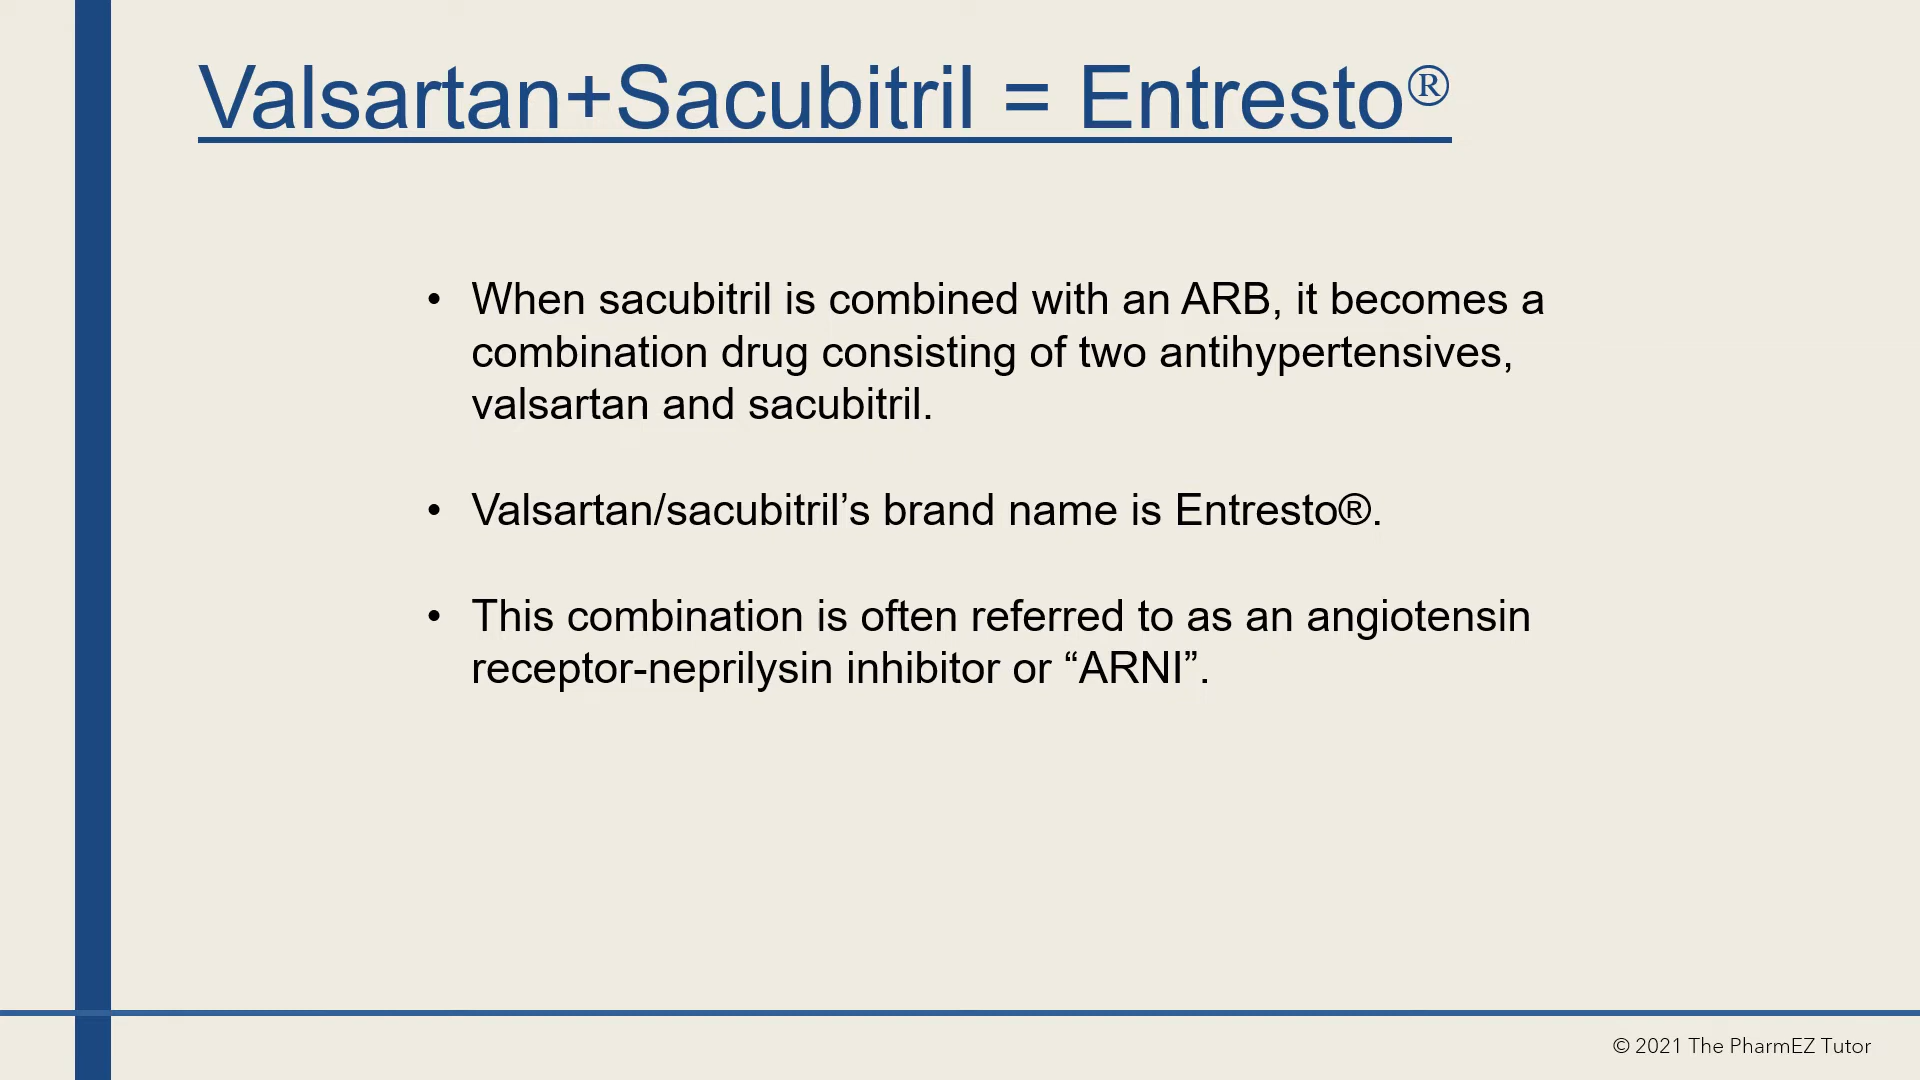 Valsartan+Sacubitril = Entresto®
• When sacubitril is combined with an ARB, it becomes a
combination drug consisting of two antihypertensives,
valsartan and sacubitril.
• Valsartan/sacubitril’s brand name is Entresto®.
• This combination is often referred to as an angiotensin
receptor-neprilysin inhibitor or “ARNI”.
© 2021 The PharmEZ Tutor